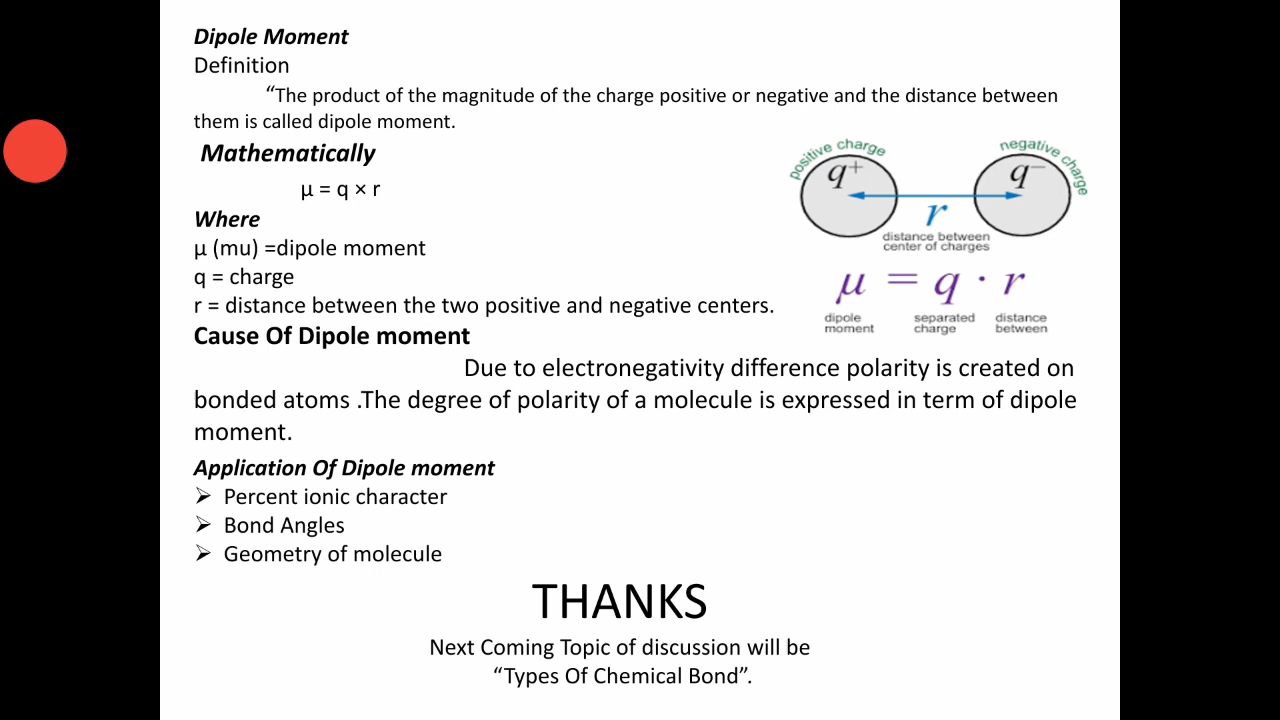 Dipole Moment
Definition
“The product of the magnitude of the charge positive or negative and the distance between
them is called dipole moment.
Mathematically
μ = q × r
Where
μ (mu) =dipole moment
q = charge
r = distance between the two positive and negative centers.
positive charge
negative charge
q+
q−
r
distance between
center of charges
μ = q · r
dipole moment
separated charge
distance between
Cause Of Dipole moment
Due to electronegativity difference polarity is created on
bonded atoms .The degree of polarity of a molecule is expressed in term of dipole
moment.
Application Of Dipole moment
➢ Percent ionic character
➢ Bond Angles
➢ Geometry of molecule
THANKS
Next Coming Topic of discussion will be
“Types Of Chemical Bond”.